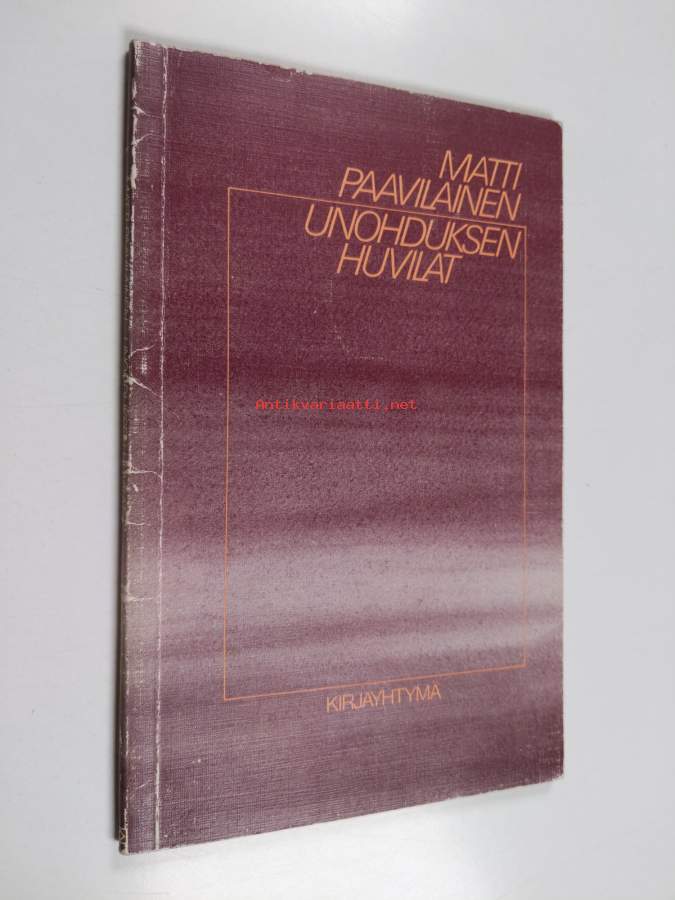 MATTI
PAAVILAINEN
UNOHDUKSEN
HUVILAT
Antikvariaatti.net
KIRJAYHTYMÄ